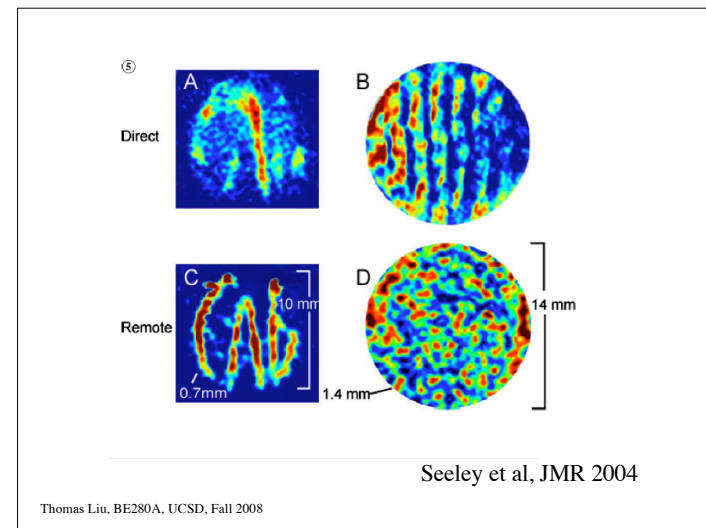 ⑤
A
B
Direct
C
10 mm
0.7mm
D
14 mm
Remote
1.4 mm
Seeley et al, JMR 2004
Thomas Liu, BE280A, UCSD, Fall 2008